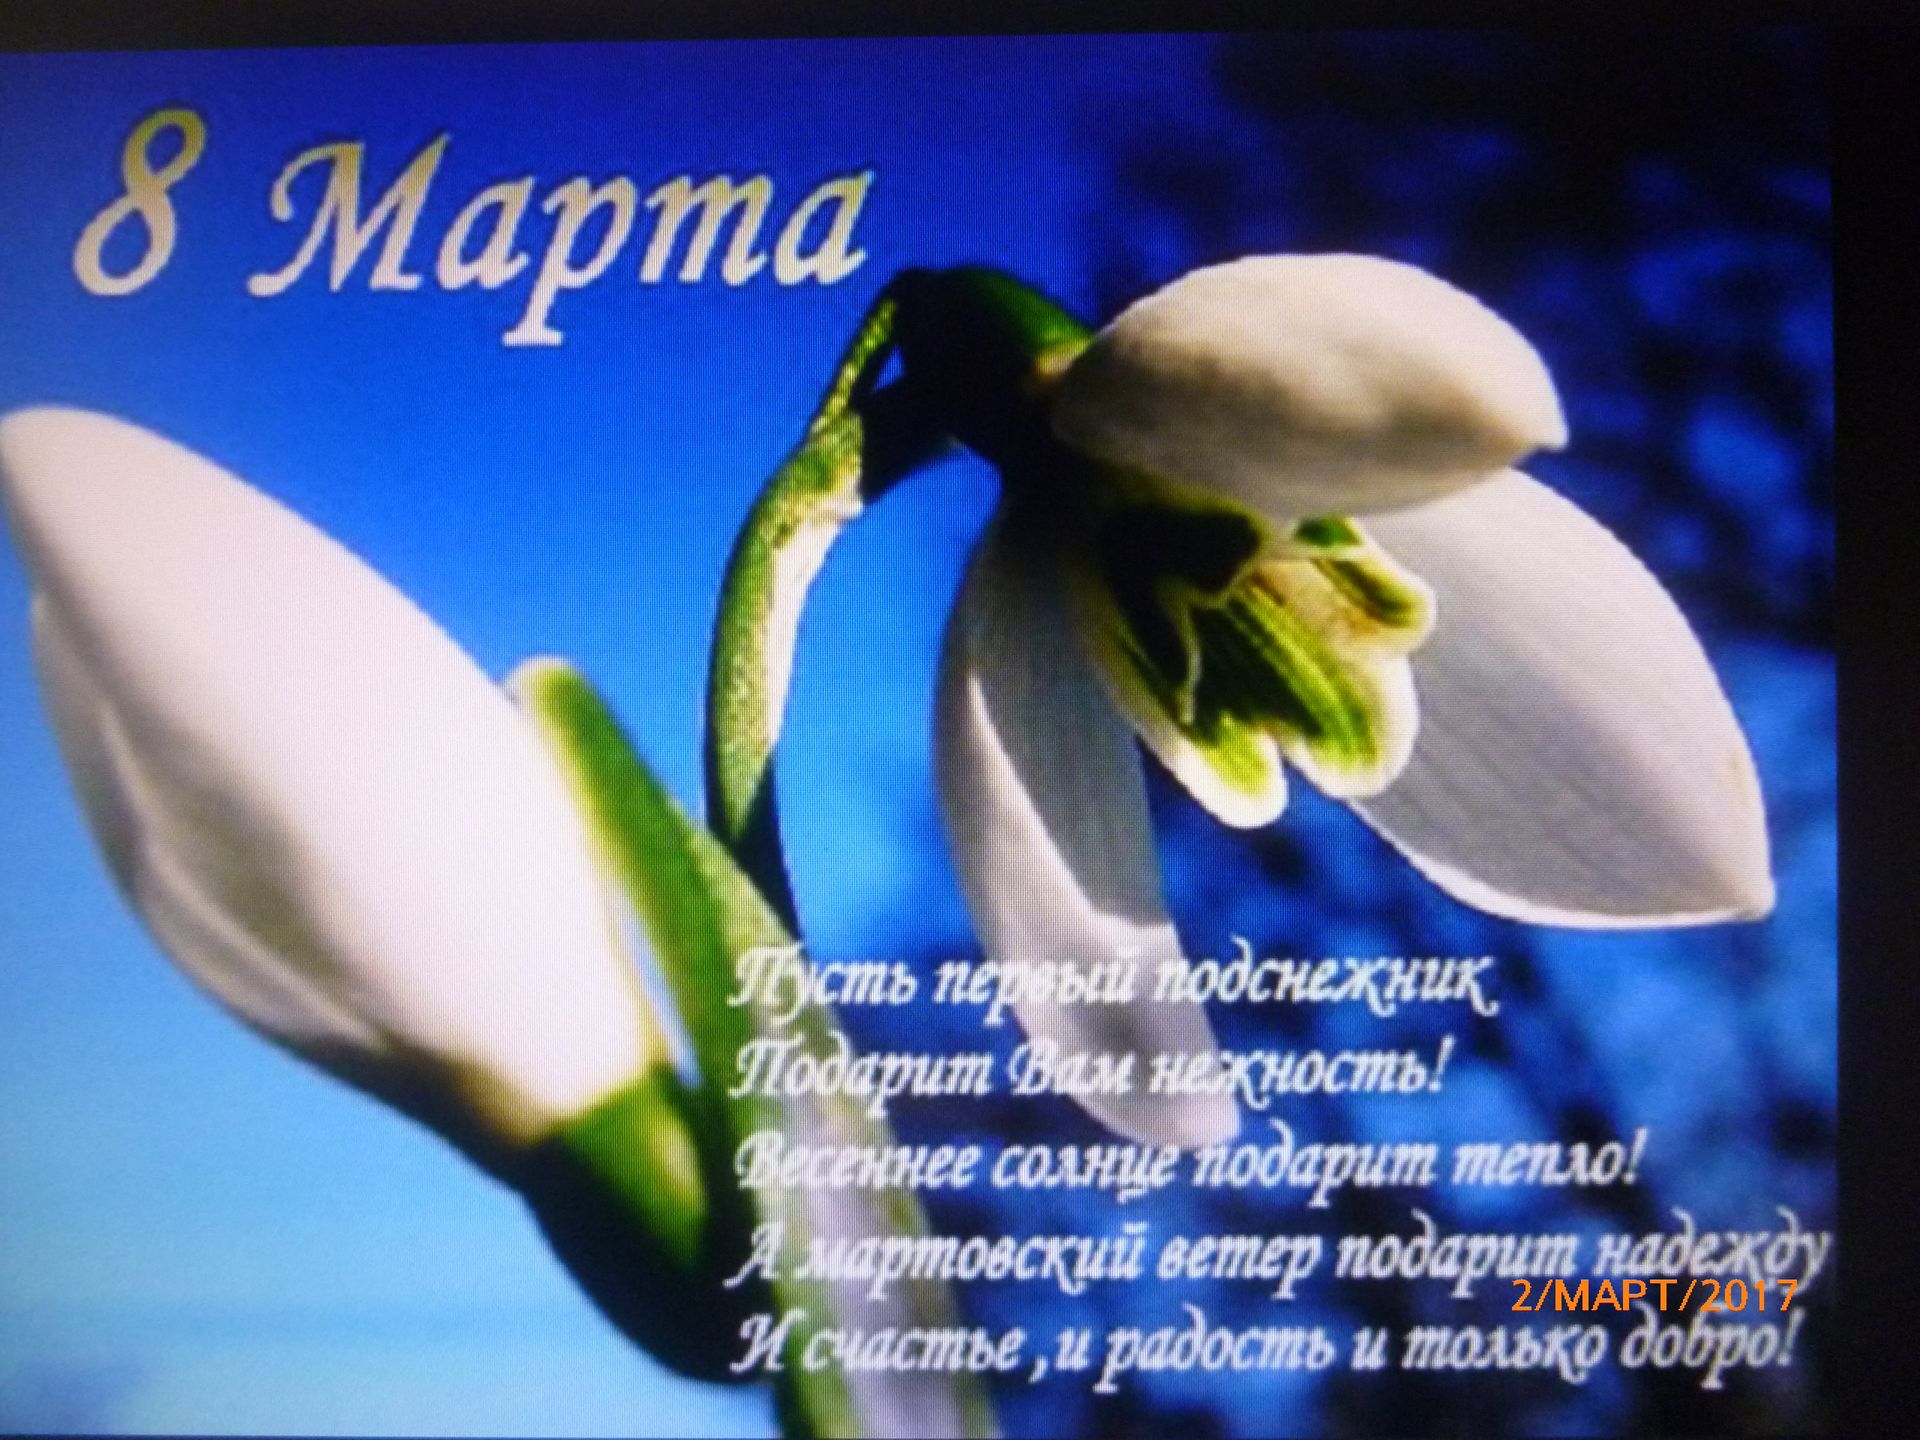 8 Марта
Пусть первый подснежник
Подарит Вам нежность!
Весеннее солнце подарит тепло!
А мартовский ветер подарит надежду
2/МАРТ/2017
И счастье ,и радость и только добро!